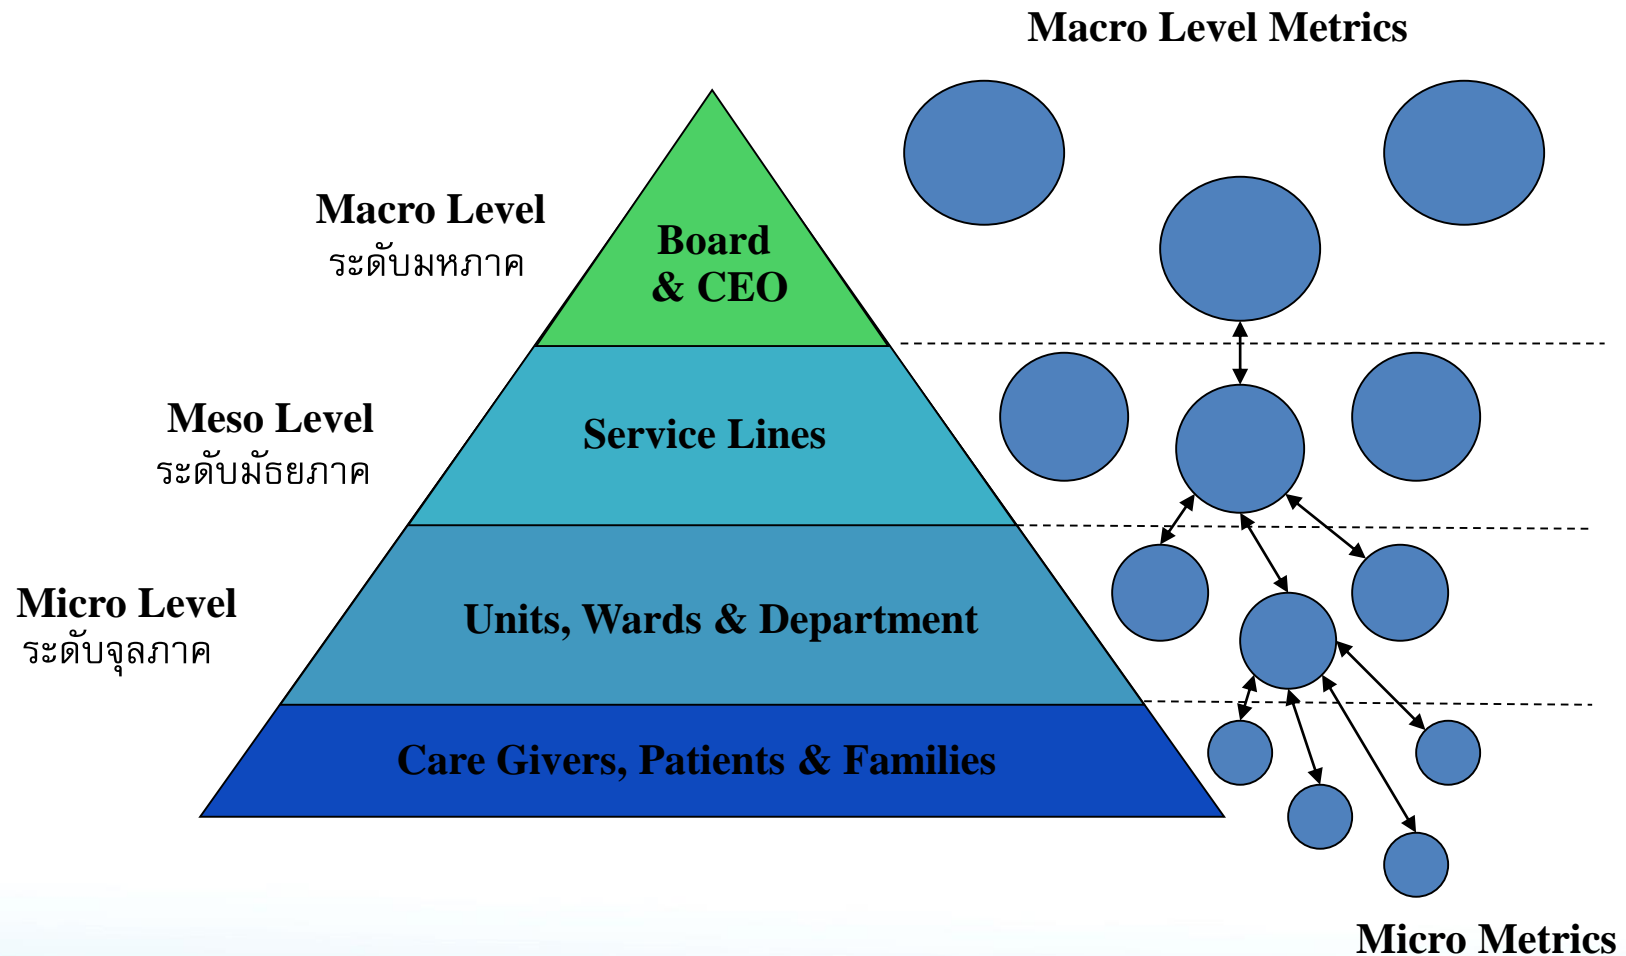 Macro Level Metrics
Macro Level
ระดับมหภาค
Board
& CEO
Meso Level
ระดับมัธยภาค
Service Lines
Micro Level
ระดับจุลภาค
Units, Wards & Department
Care Givers, Patients & Families
Micro Metrics